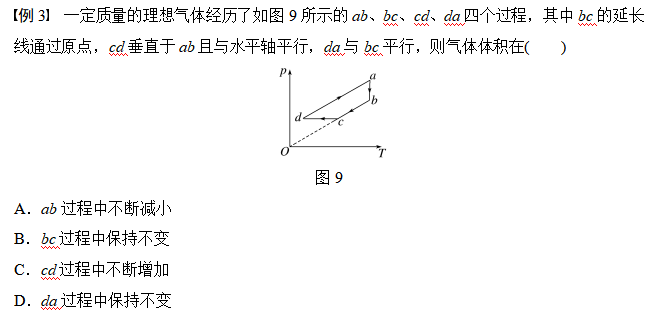 【例 3】 一定质量的理想气体经历了如图 9 所示的 ab、bc、cd、da 四个过程，其中 bc 的延长
线通过原点，cd 垂直于 ab 且与水平轴平行，da 与 bc 平行，则气体体积在(　　)
p
a
b
d
c
O
T
图 9
A．ab 过程中不断减小
B．bc 过程中保持不变
C．cd 过程中不断增加
D．da 过程中保持不变